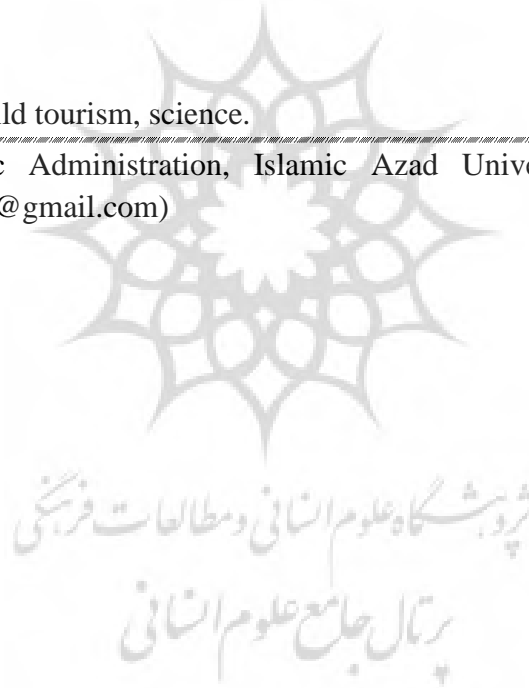 ld tourism, science.
c Administration, Islamic Azad Unive
@gmail.com)
پژوهشگاه علوم انسانی و مطالعات فرهنگی
پرتال جامع علوم انسانی